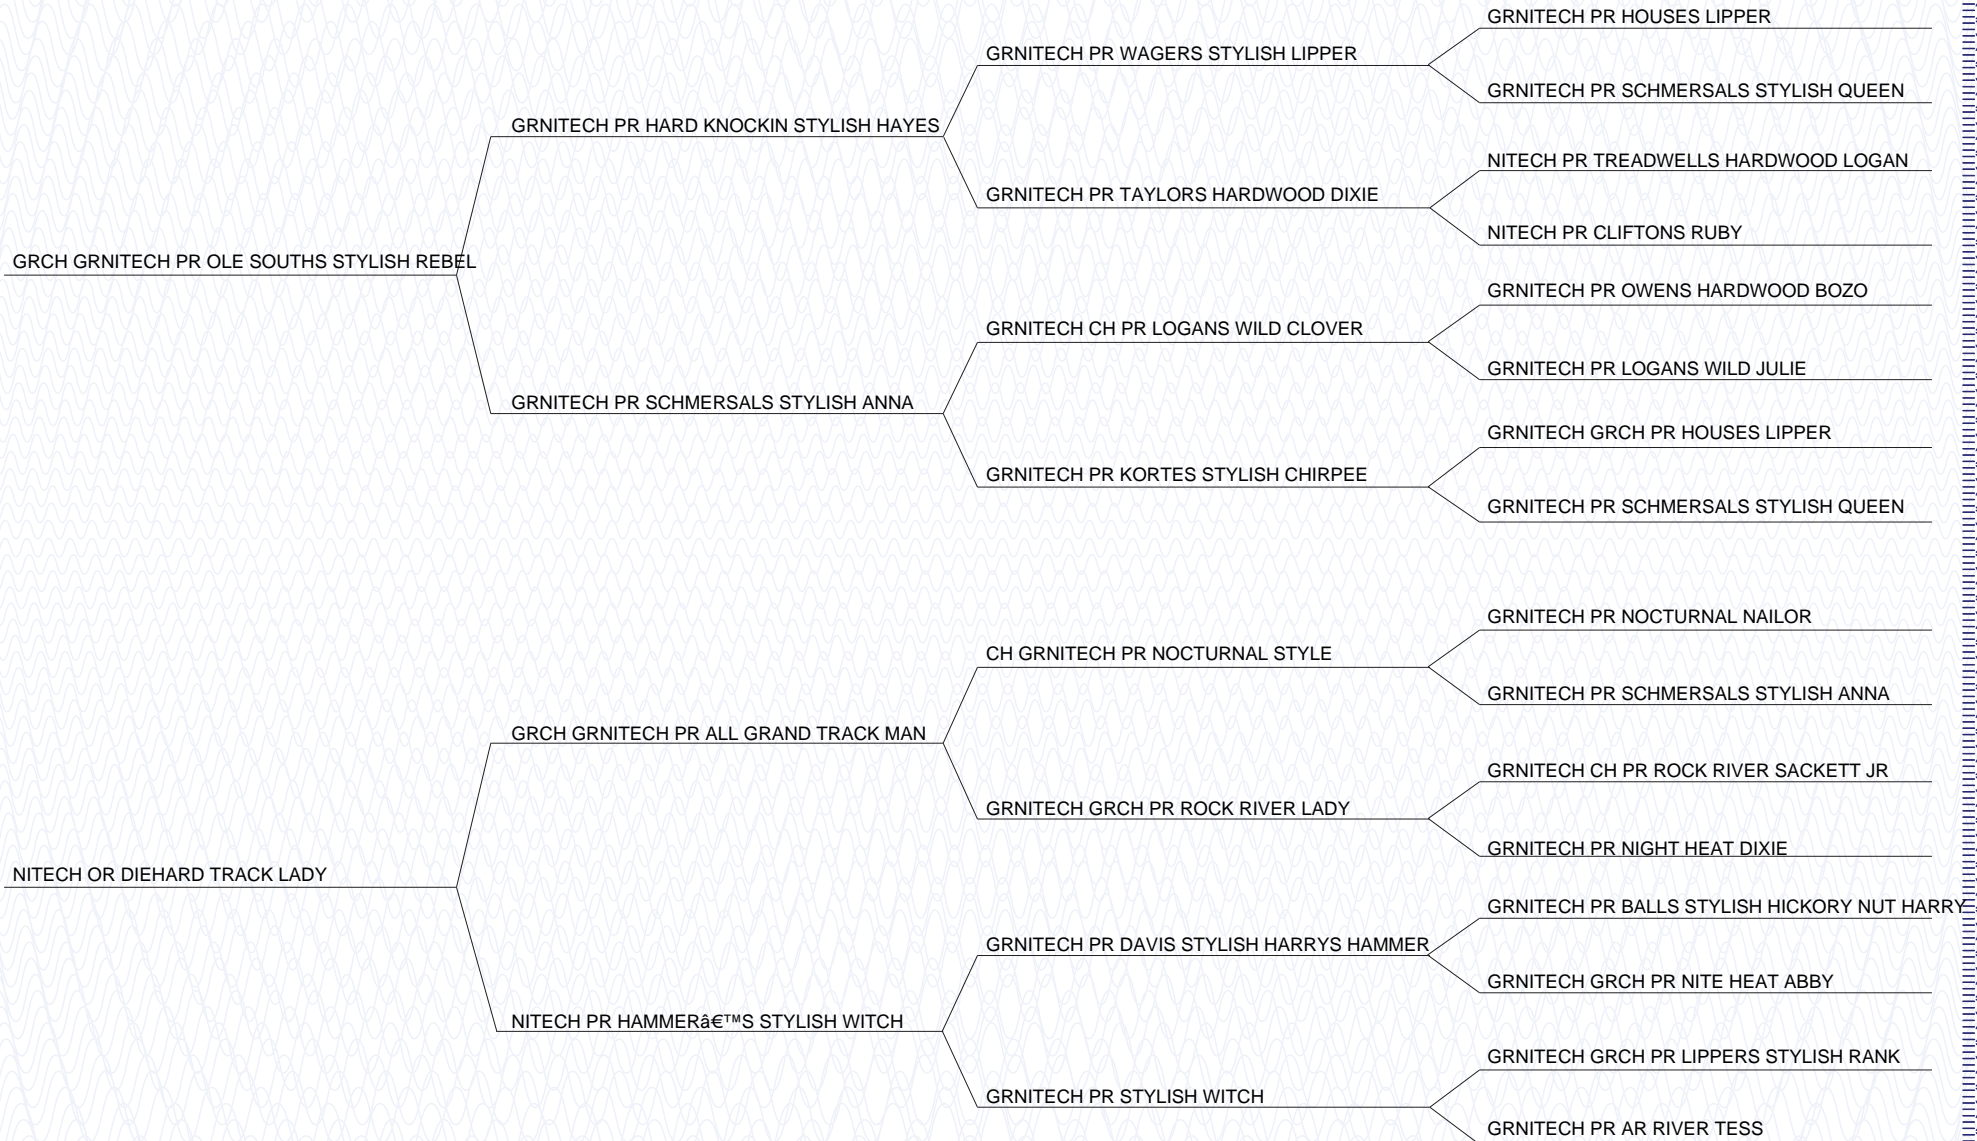 GRNITECH PR HOUSES LIPPER
GRNITECH PR WAGERS STYLISH LIPPER
GRNITECH PR SCHMERSALS STYLISH QUEEN
GRNITECH PR HARD KNOCKIN STYLISH HAYES
NITECH PR TREADWELLS HARDWOOD LOGAN
GRNITECH PR TAYLORS HARDWOOD DIXIE
NITECH PR CLIFTONS RUBY
GRCH GRNITECH PR OLE SOUTHS STYLISH REBEL
GRNITECH PR OWENS HARDWOOD BOZO
GRNITECH CH PR LOGANS WILD CLOVER
GRNITECH PR LOGANS WILD JULIE
GRNITECH PR SCHMERSALS STYLISH ANNA
GRNITECH GRCH PR HOUSES LIPPER
GRNITECH PR KORTES STYLISH CHIRPEE
GRNITECH PR SCHMERSALS STYLISH QUEEN
GRNITECH PR NOCTURNAL NAILOR
CH GRNITECH PR NOCTURNAL STYLE
GRNITECH PR SCHMERSALS STYLISH ANNA
GRCH GRNITECH PR ALL GRAND TRACK MAN
GRNITECH CH PR ROCK RIVER SACKETT JR
GRNITECH GRCH PR ROCK RIVER LADY
GRNITECH PR NIGHT HEAT DIXIE
NITECH OR DIEHARD TRACK LADY
GRNITECH PR BALLS STYLISH HICKORY NUT HARRY
GRNITECH PR DAVIS STYLISH HARRYS HAMMER
GRNITECH GRCH PR NITE HEAT ABBY
NITECH PR HAMMERâ€™S STYLISH WITCH
GRNITECH GRCH PR LIPPERS STYLISH RANK
GRNITECH PR STYLISH WITCH
GRNITECH PR AR RIVER TESS